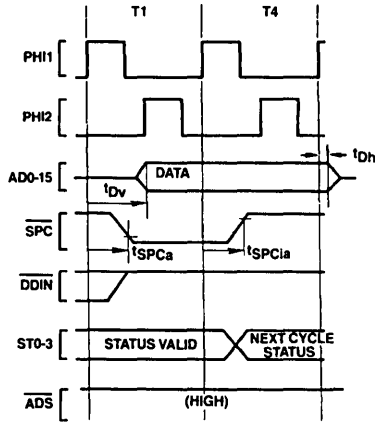 T1 T4
PHI1
PHI2
AD0-15
DATA
tDv
tDh
SPC
tSPCa
tSPCia
DDIN
ST0-3
STATUS VALID
NEXT CYCLE
STATUS
ADS
(HIGH)